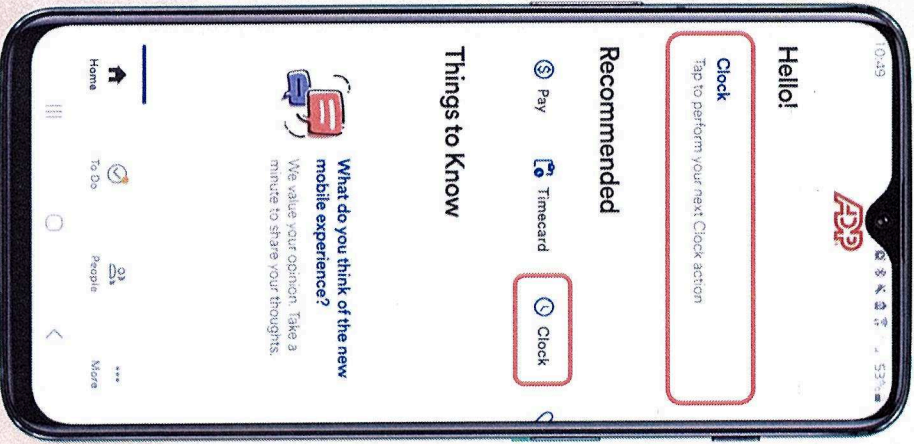 10:49
53%
ADP
Hello!
Clock
Tap to perform your next Clock action
Recommended
Pay
Timecard
Clock
Things to Know
What do you think of the new
mobile experience?
We value your opinion. Take a
minute to share your thoughts.
Home
To Do
People
More